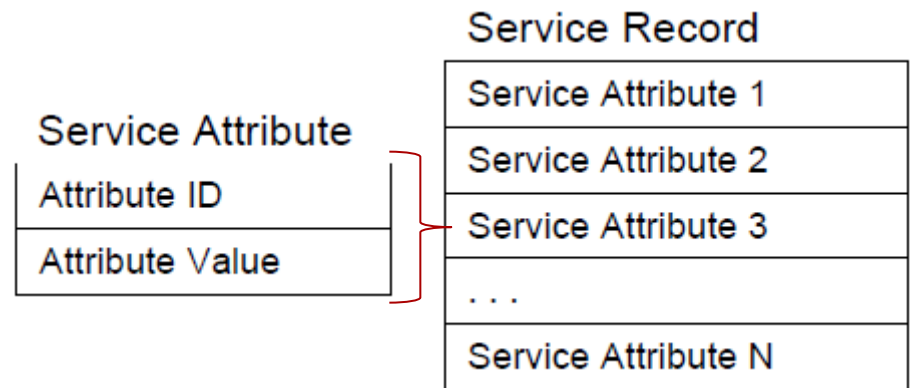 Service Record
Service Attribute 1
Service Attribute 2
Service Attribute 3
. . .
Service Attribute N
Service Attribute
Attribute ID
Attribute Value